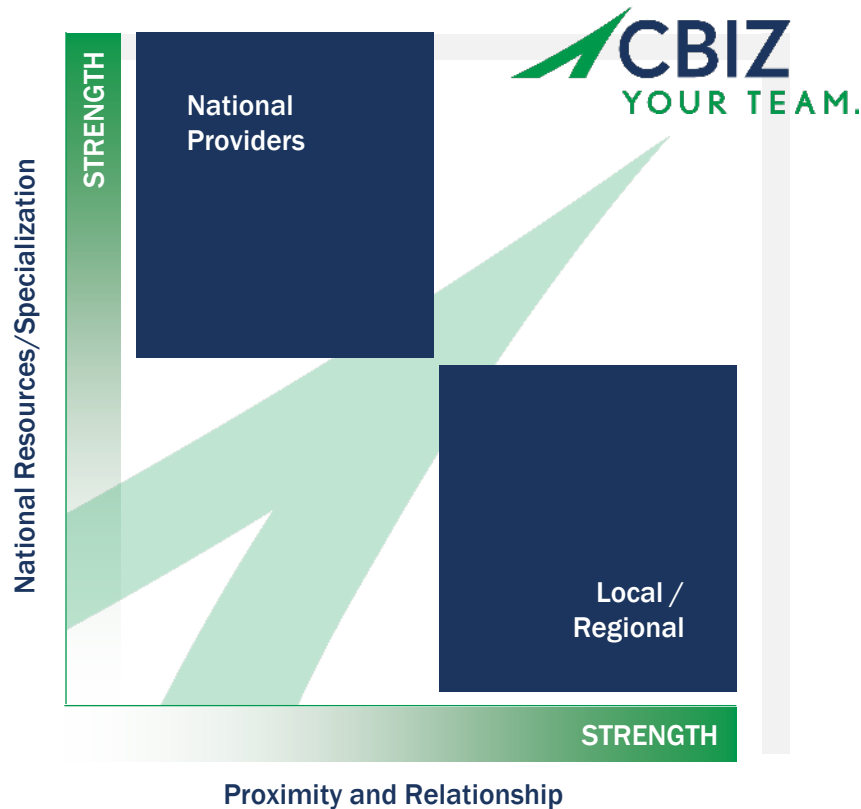 CBIZ
YOUR TEAM.
STRENGTH
National
Providers
National Resources/Specialization
Local /
Regional
STRENGTH
Proximity and Relationship